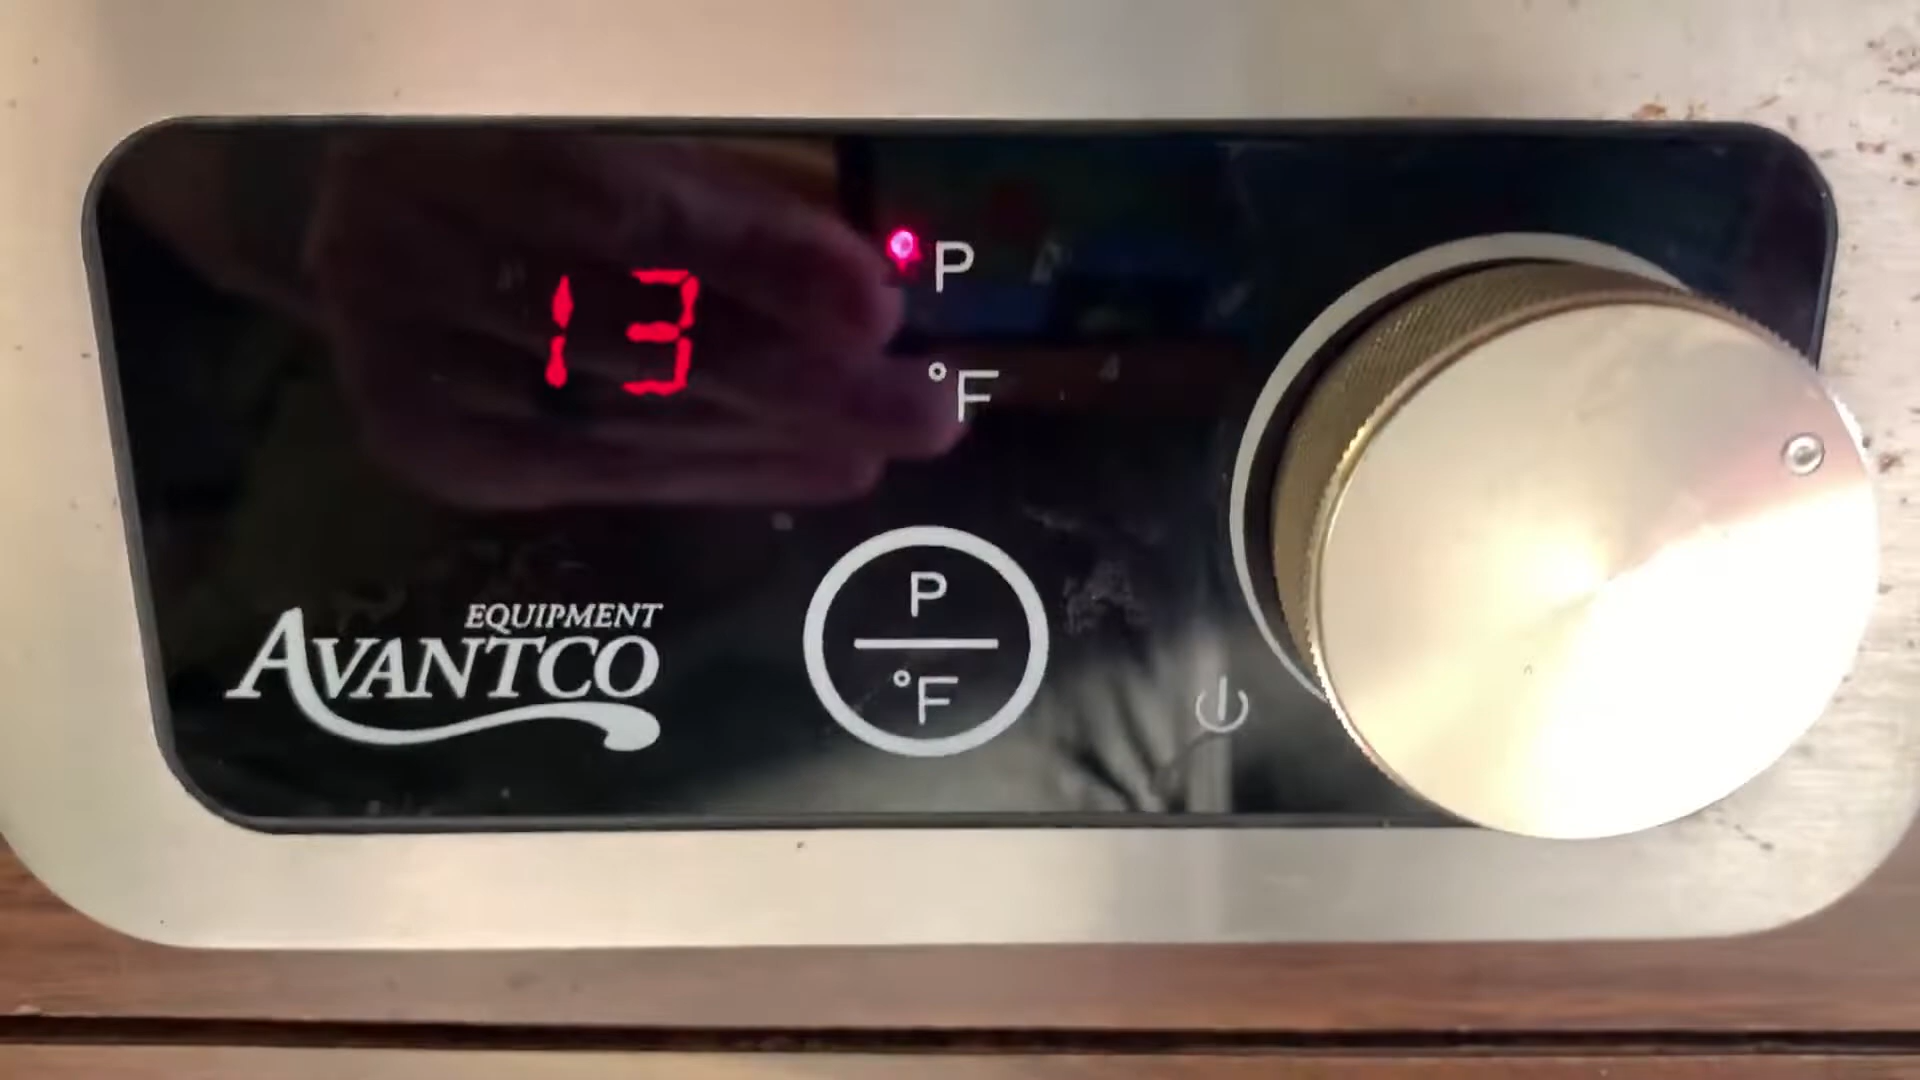 13
P
°F
P
°F
EQUIPMENT
AVANTCO